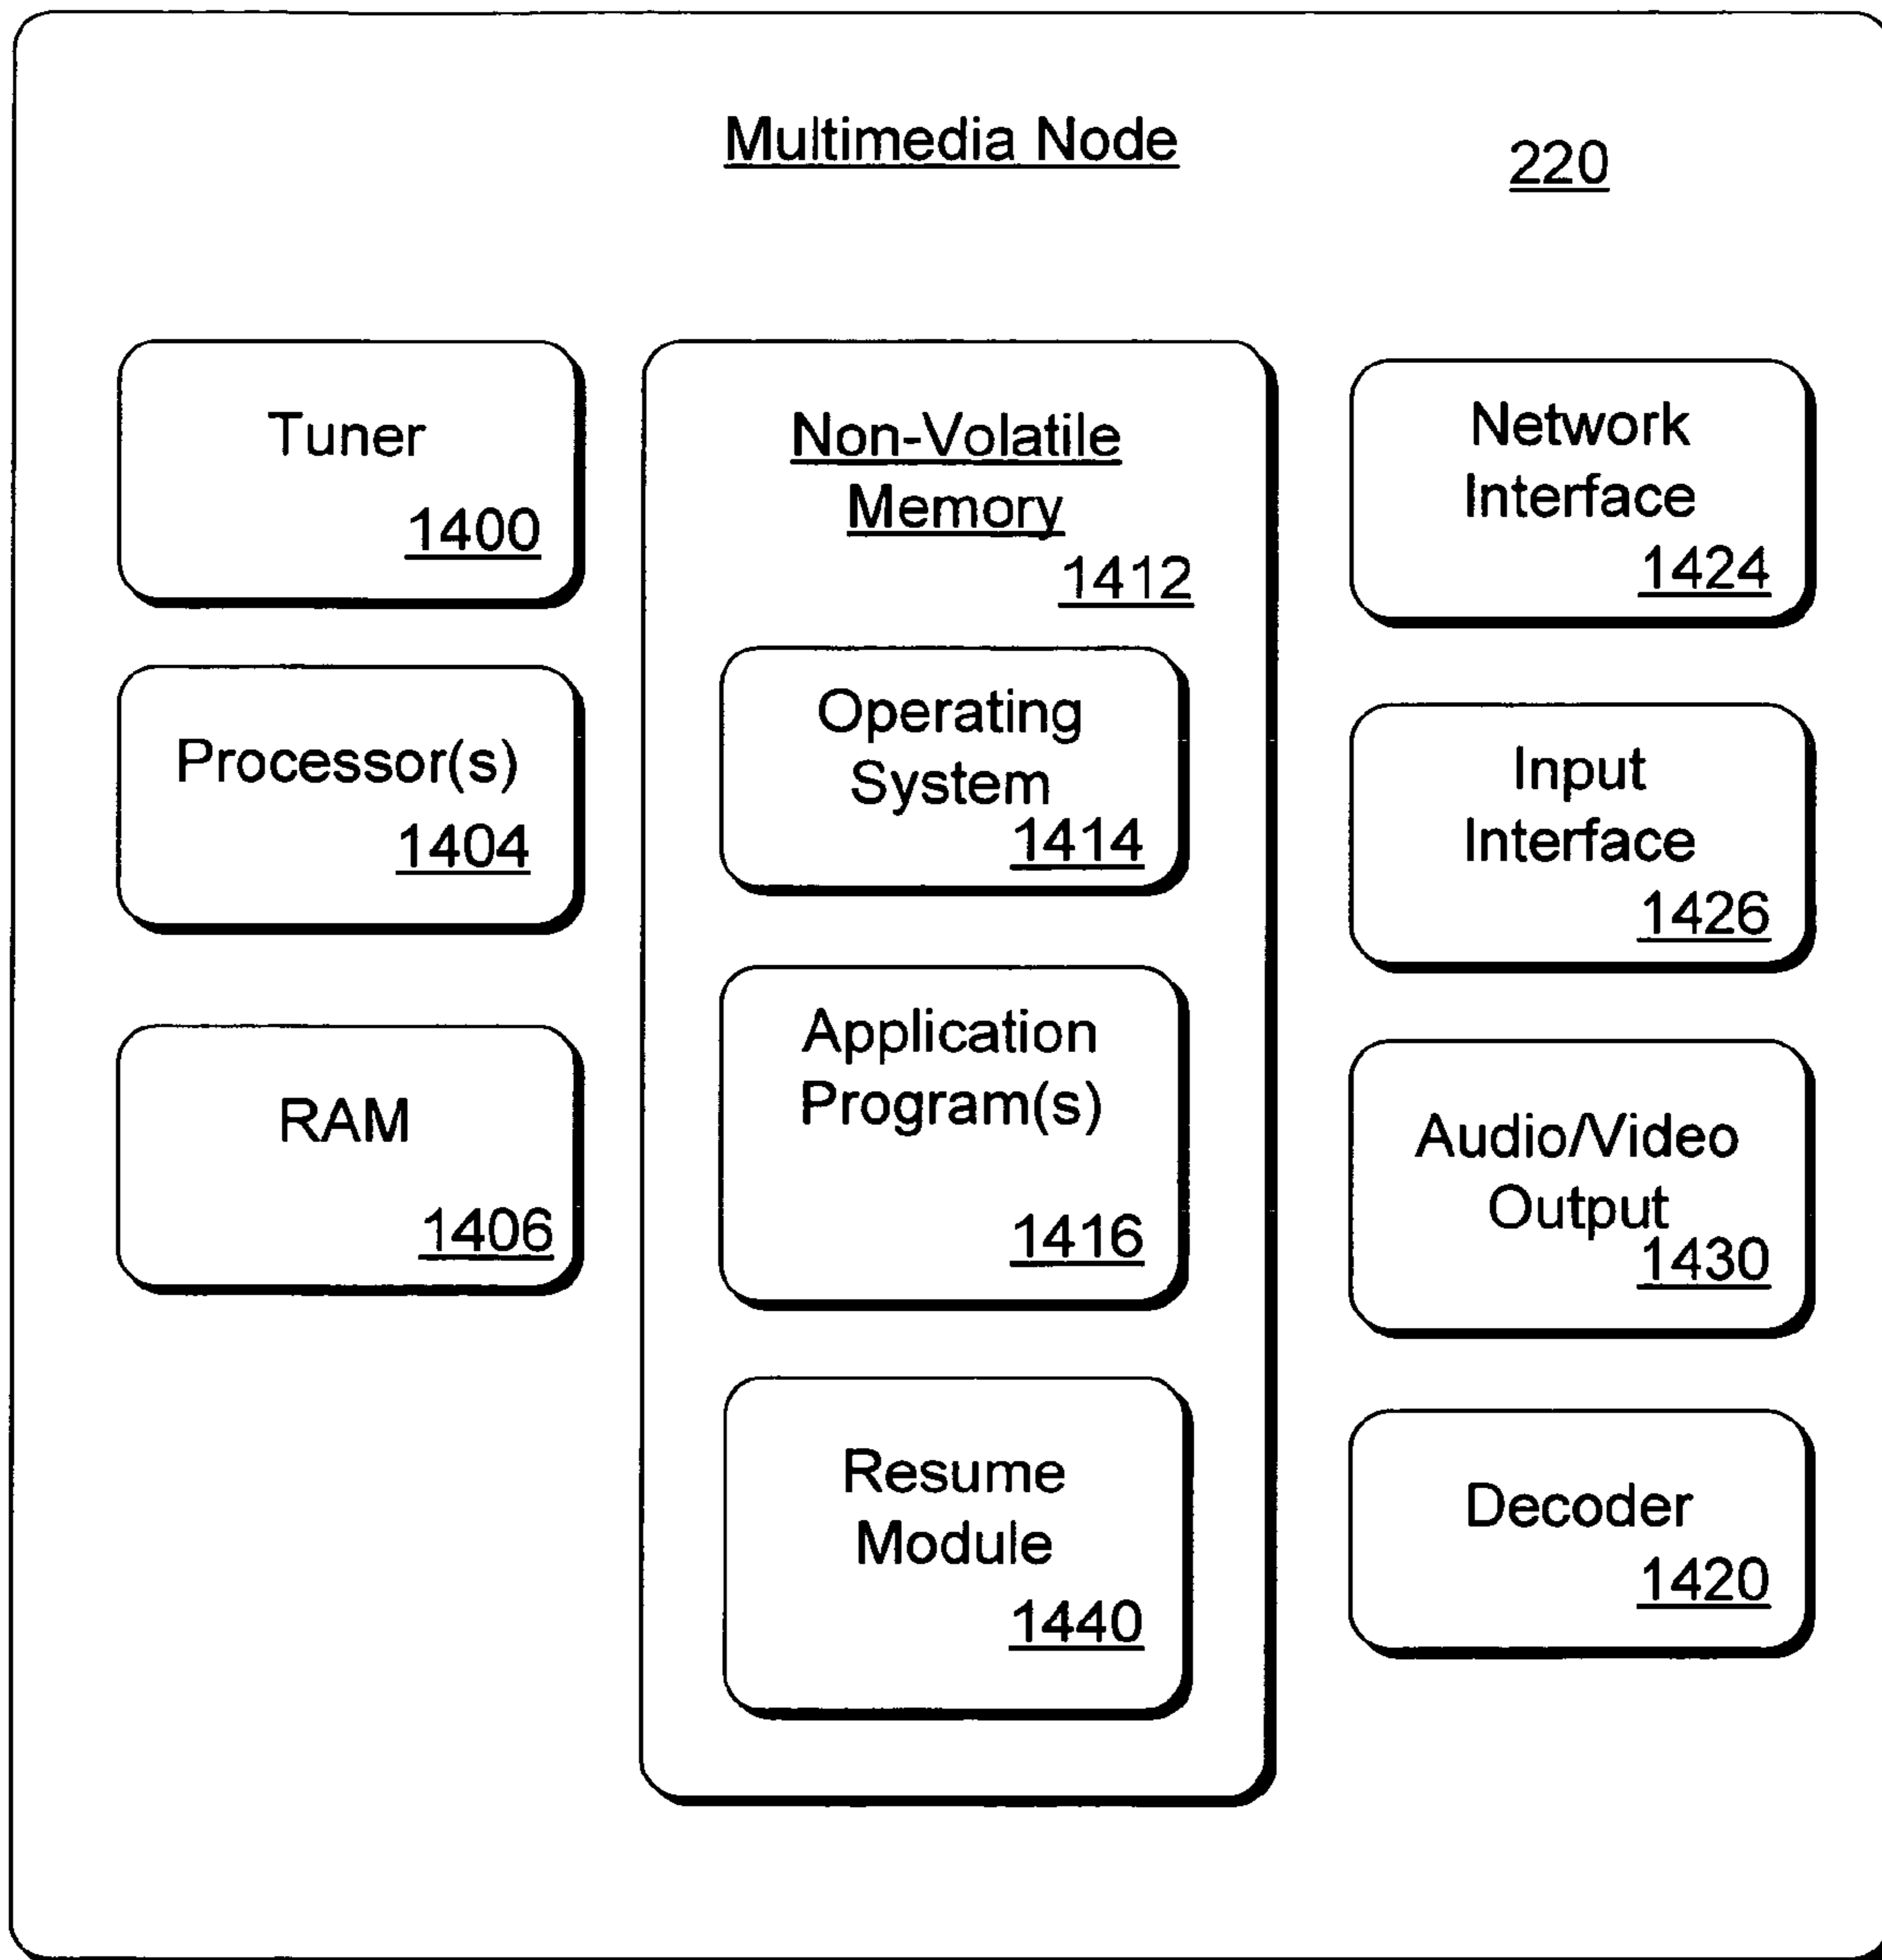 Multimedia Node
220
Tuner
1400
Processor(s)
1404
RAM
1406
Non-Volatile
Memory
1412
Operating
System
1414
Application
Program(s)
1416
Resume
Module
1440
Network
Interface
1424
Input
Interface
1426
Audio/Video
Output
1430
Decoder
1420